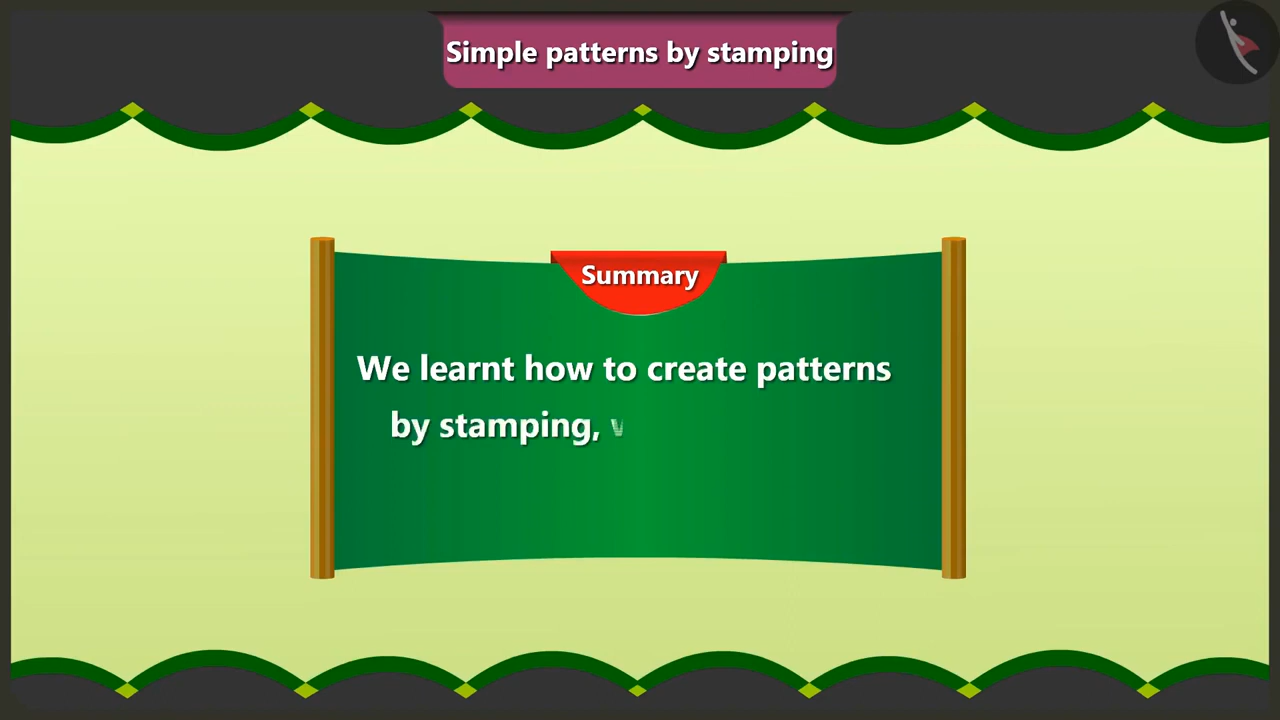 Simple patterns by stamping
Summary
We learnt how to create patterns
by stamping,